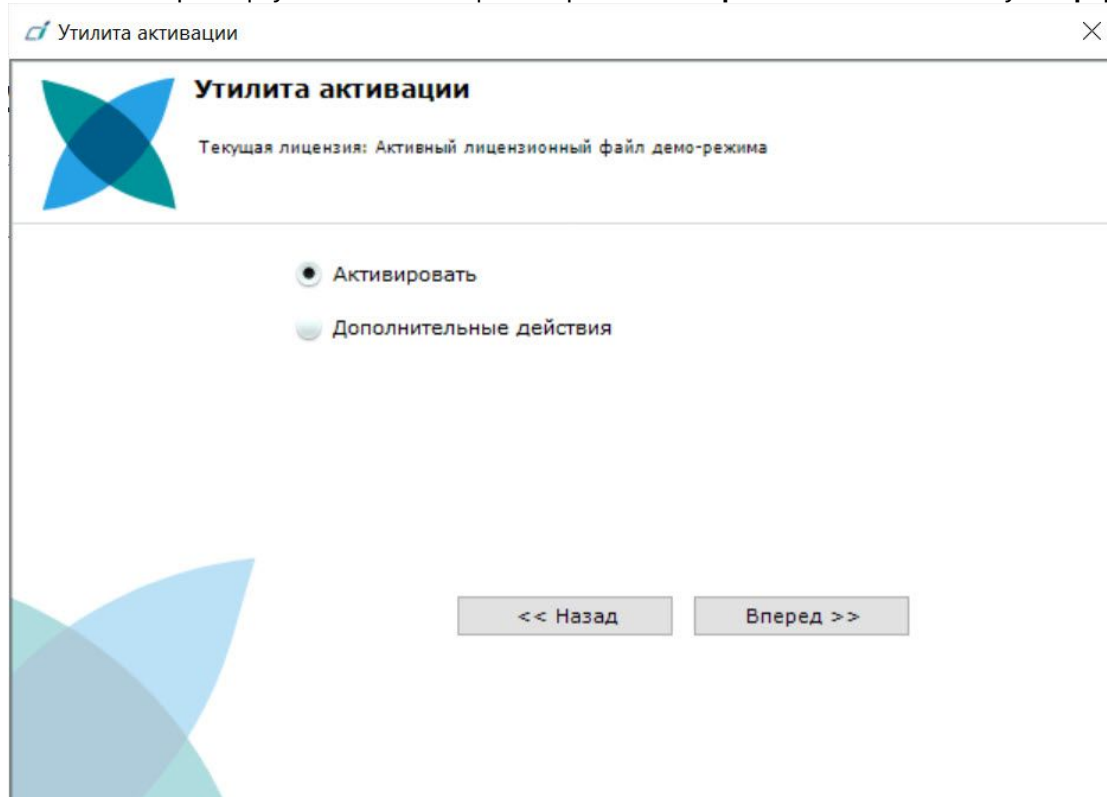 Утилита активации
Утилита активации
Текущая лицензия: Активный лицензионный файл демо-режима
Активировать
Дополнительные действия
<< Назад
Вперед >>